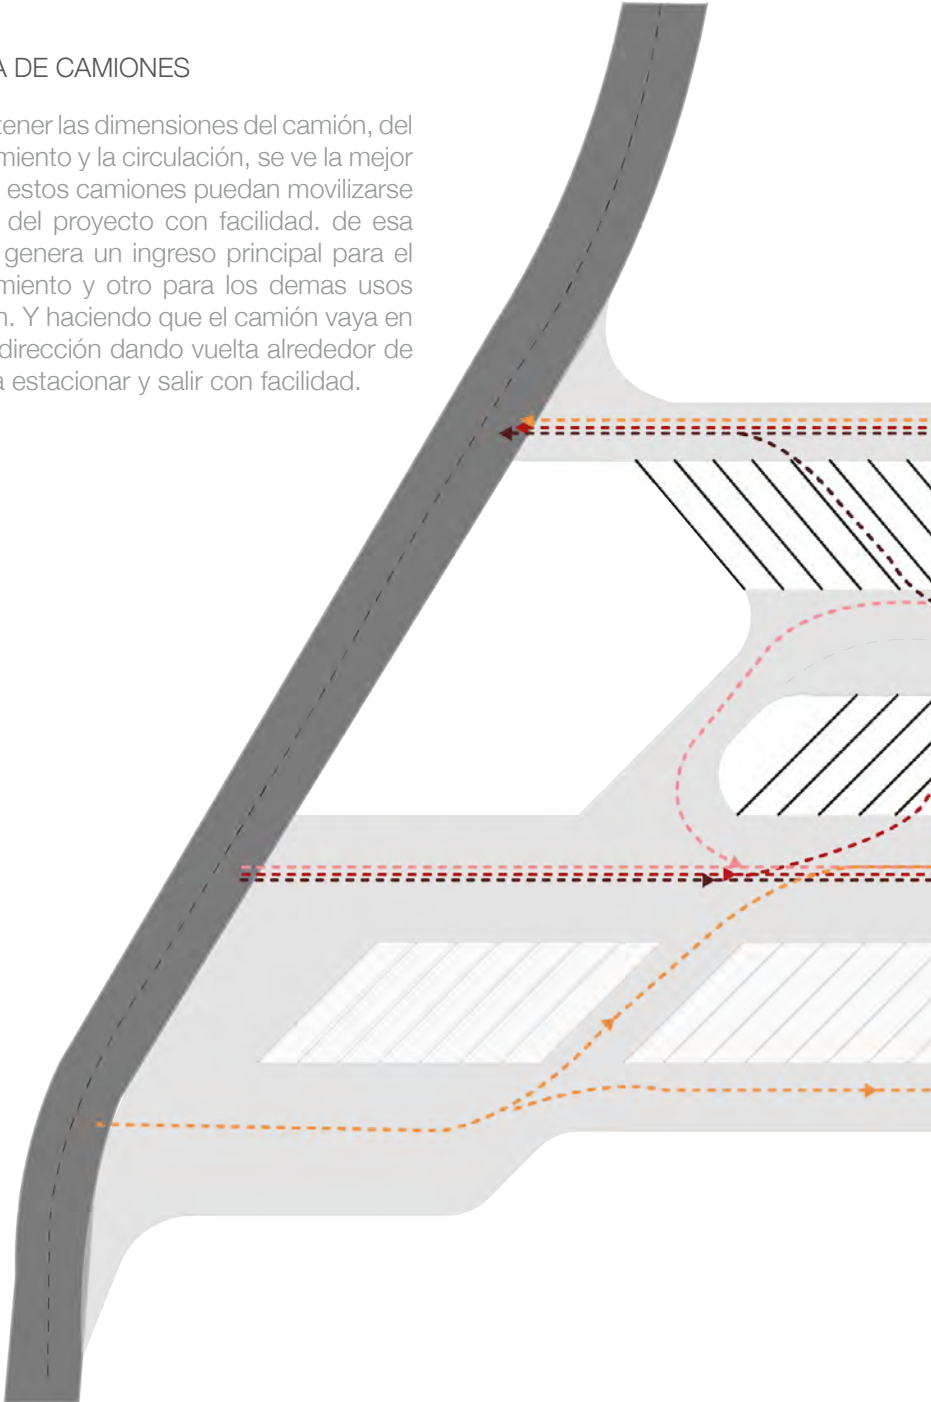 A DE CAMIONES
tener las dimensiones del camión, del
miento y la circulación, se ve la mejor
estos camiones puedan movilizarse
del proyecto con facilidad. de esa
genera un ingreso principal para el
miento y otro para los demas usos
n. Y haciendo que el camión vaya en
dirección dando vuelta alrededor de
a estacionar y salir con facilidad.